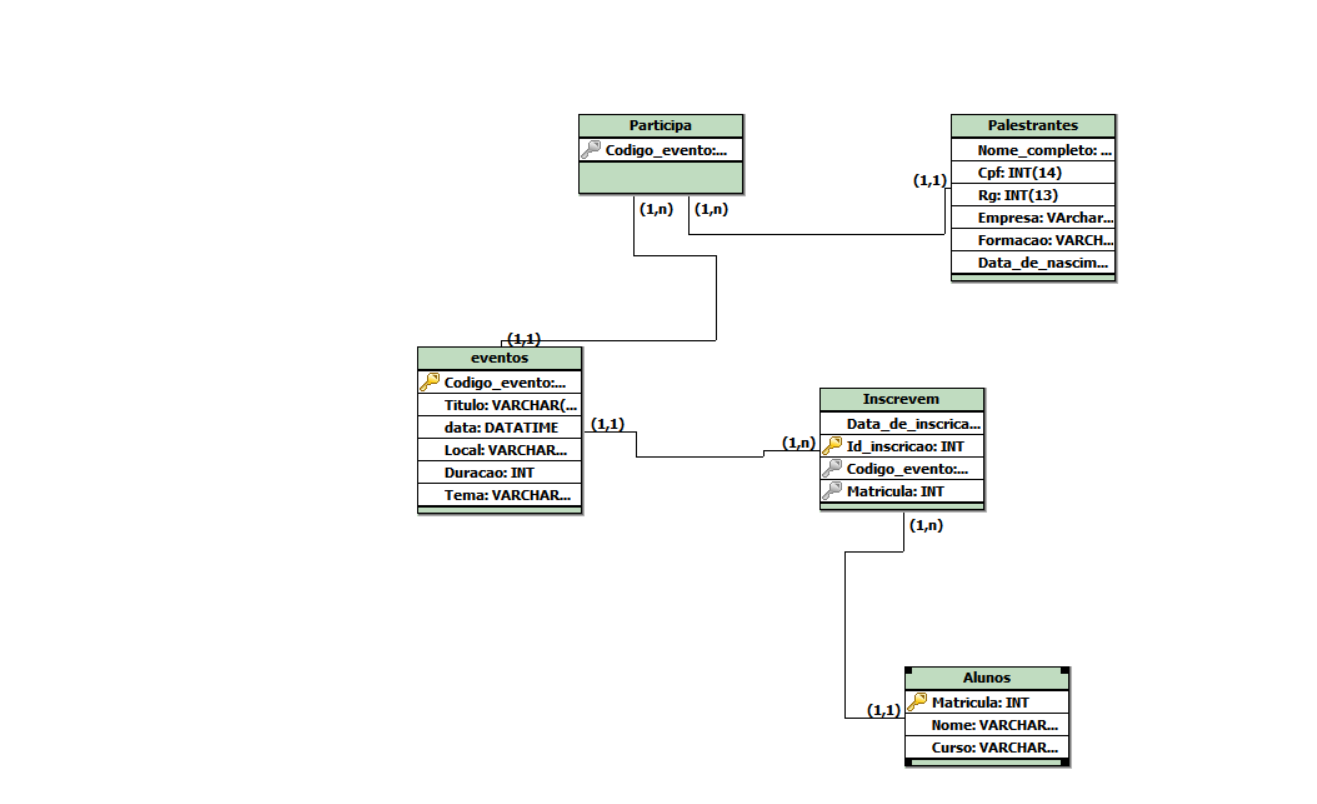 Participa
Codigo_evento:...
(1,n)
(1,n)
Palestrantes
Nome_completo: ...
Cpf: INT(14)
Rg: INT(13)
Empresa: VArchar...
Formacao: VARCH...
Data_de_nascim...
(1,1)
(1,1)
eventos
Codigo_evento:...
Titulo: VARCHAR(...
data: DATATIME
Local: VARCHAR...
Duracao: INT
Tema: VARCHAR...
(1,1)
(1,n)
Inscrevem
Data_de_inscrica...
Id_inscricao: INT
Codigo_evento:...
Matricula: INT
(1,n)
(1,1)
Alunos
Matricula: INT
Nome: VARCHAR...
Curso: VARCHAR...